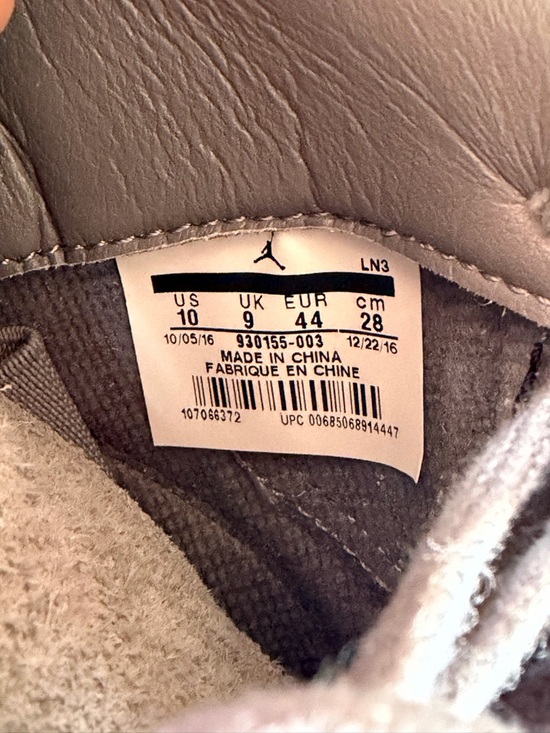 LN3
US UK EUR cm
10 9 44 28
10/05/16 930155-003 12/22/16
MADE IN CHINA
FABRIQUE EN CHINE
107066372 UPC 00685068914447